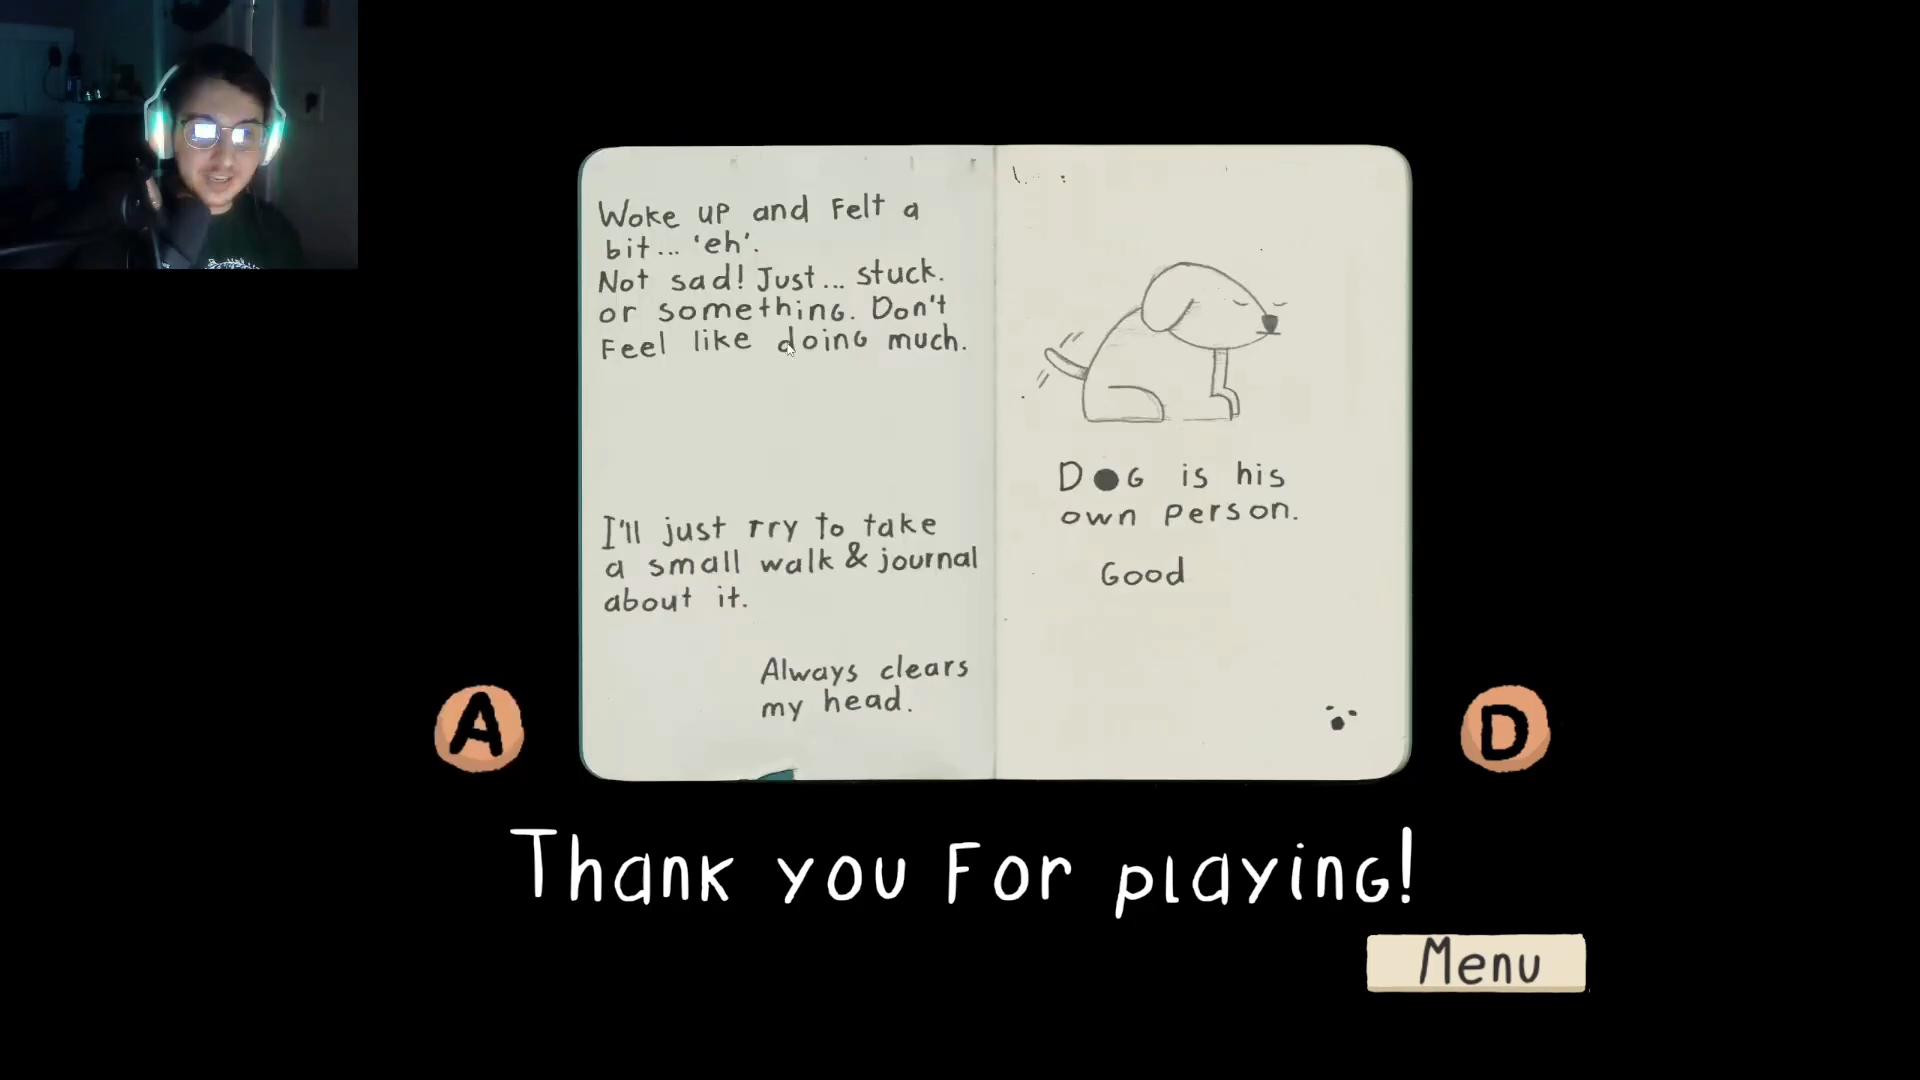 Woke up and felt a
bit... 'eh'.
Not sad! Just... stuck.
or something. Don't
feel like doing much.
I'll just try to take
a small walk & journal
about it.
Always clears
my head.
D●G is his
own person.
Good
A
D
Thank you for playing!
Menu